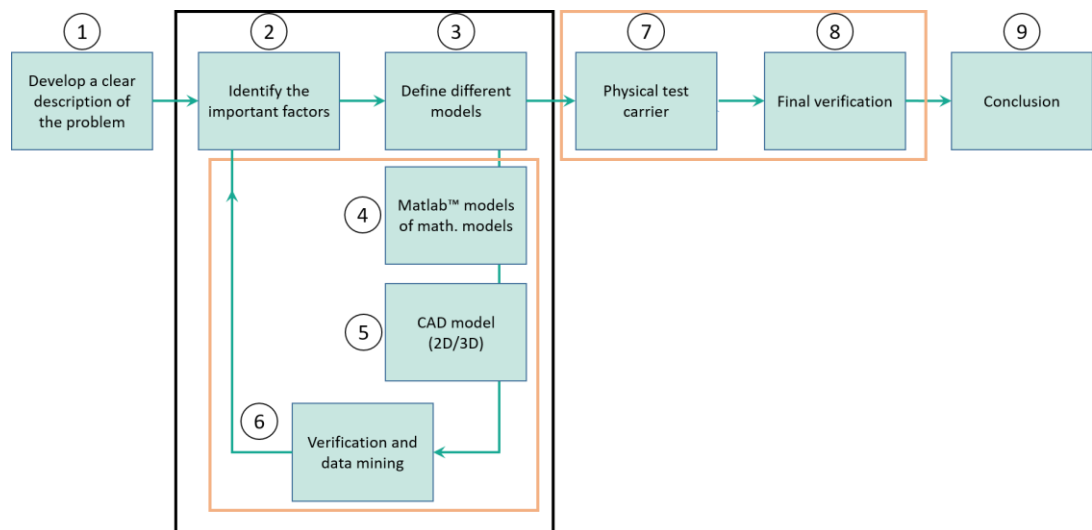 1
Develop a clear
description of
the problem
2
Identify the
important factors
3
Define different
models
7
Physical test
carrier
8
Final verification
9
Conclusion
4
Matlab™ models
of math. models
5
CAD model
(2D/3D)
6
Verification and
data mining